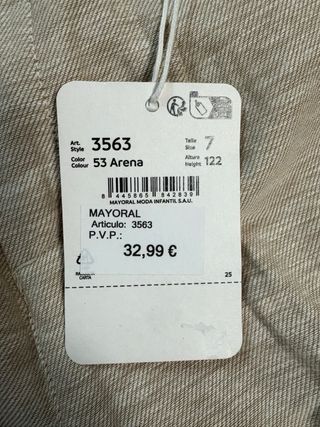 Art.
Style 3563
Talla
Size 7
Color
Colour 53 Arena
Altura
Height 122
8 445865 842839
MAYORAL MODA INFANTIL S.A.U.
MAYORAL
Articulo: 3563
P.V.P.:
32,99 €
CARTA
25